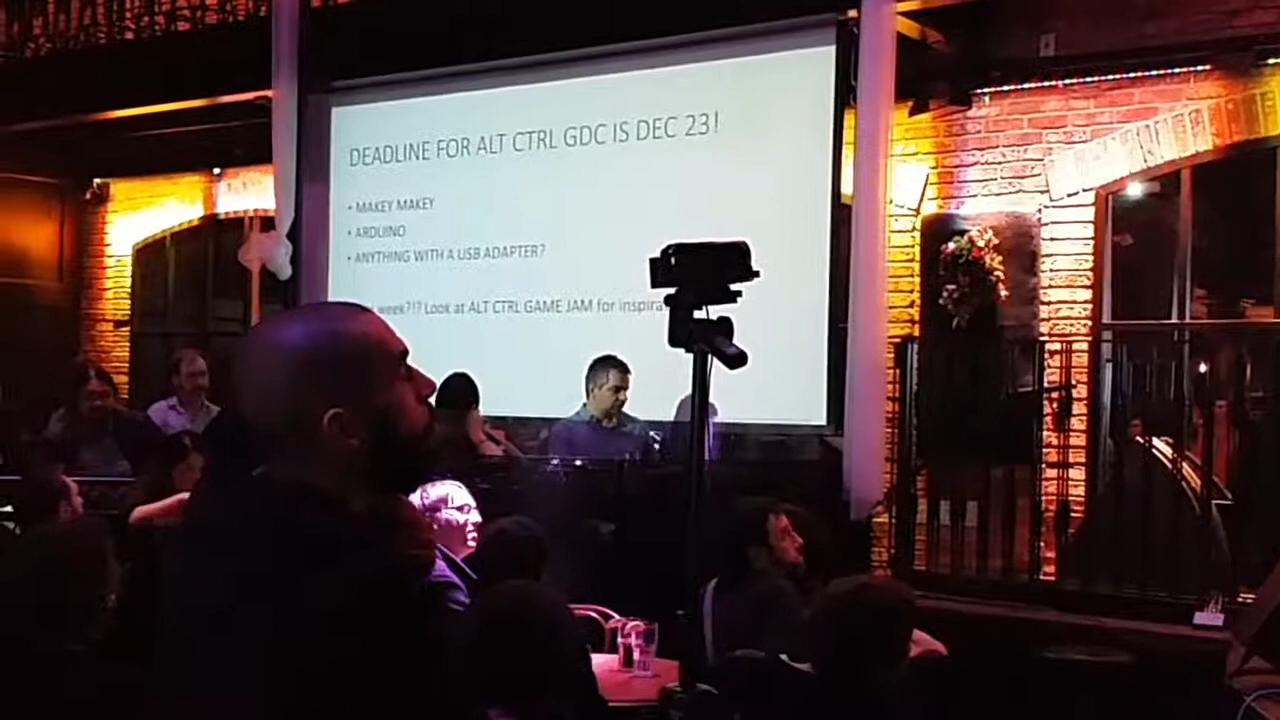 DEADLINE FOR ALT CTRL GDC IS DEC 23!
• MAKEY MAKEY
• ARDUINO
• ANYTHING WITH A USB ADAPTER?
week?!? Look at ALT CTRL GAME JAM for